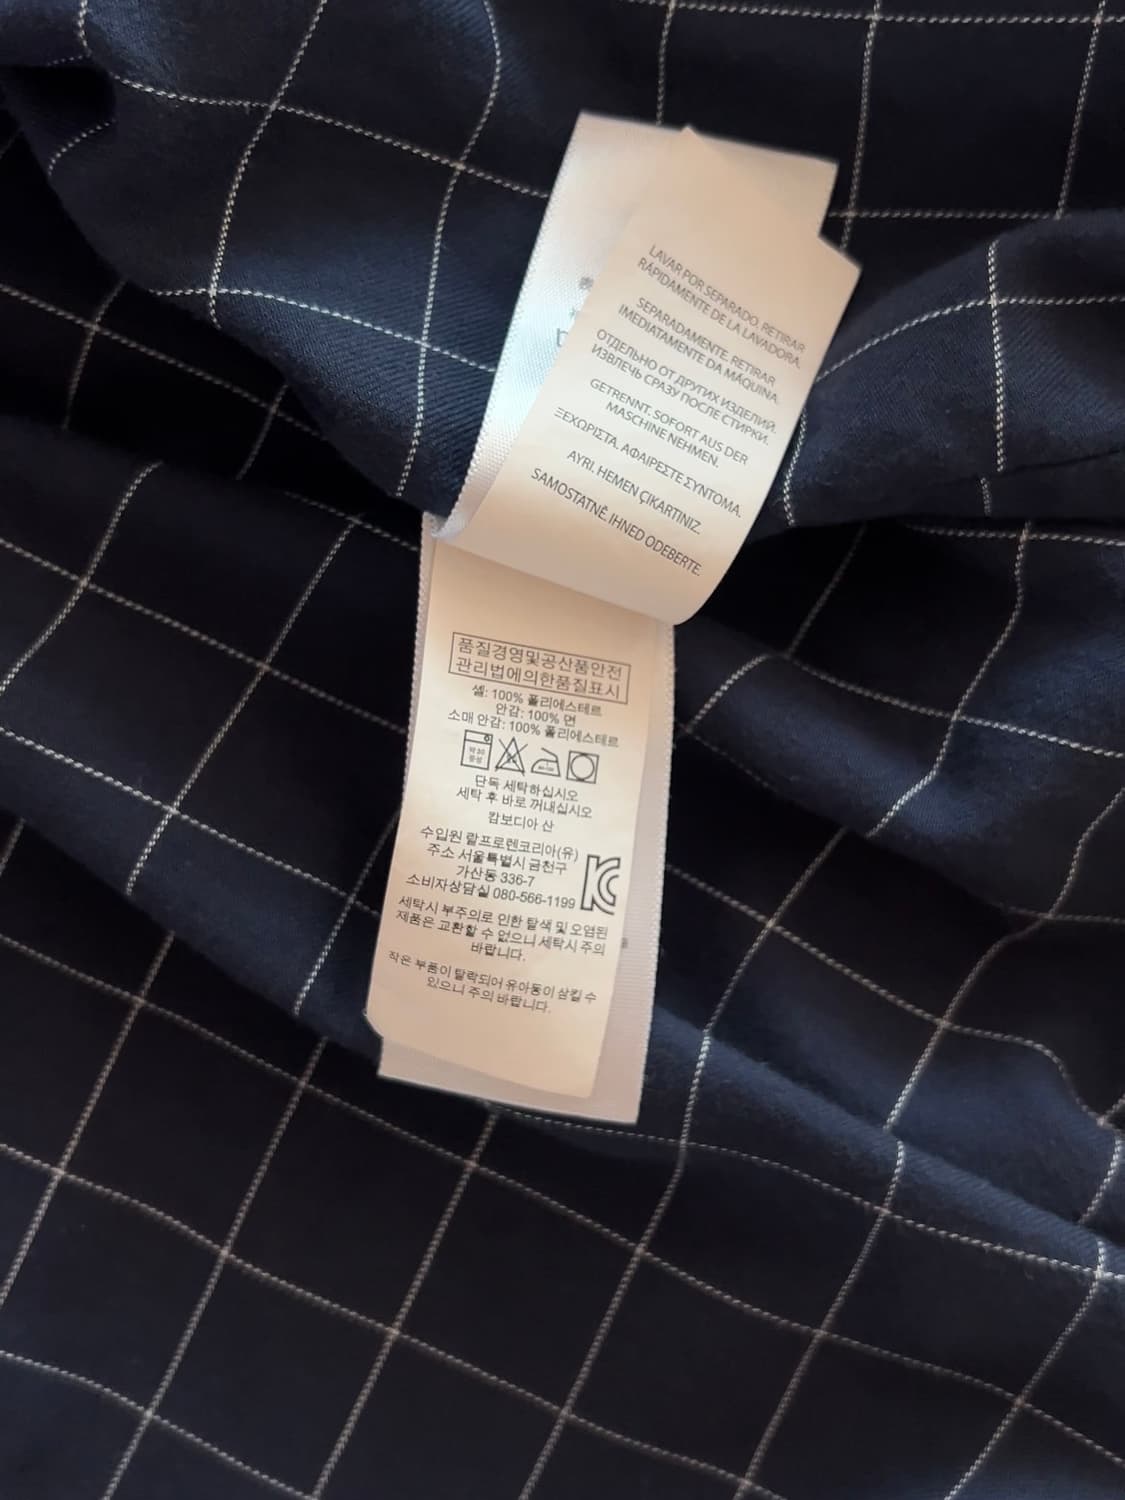 LAVAR POR SEPARADO. RETIRAR
RÁPIDAMENTE DE LA LAVADORA.
SEPARADAMENTE. RETIRAR
IMEDIATAMENTE DA MÁQUINA.
ОТДЕЛЬНО ОТ ДРУГИХ ИЗДЕЛИЙ.
ИЗВЛЕЧЬ СРАЗУ ПОСЛЕ СТИРКИ.
GETRENNT. SOFORT AUS DER
MASCHINE NEHMEN.
ΞΕΧΩΡΙΣΤΑ. ΑΦΑΙΡΕΣΤΕ ΣΥΝΤΟΜΑ.
AYRI. HEMEN ÇIKARTINIZ.
SAMOSTATNĚ. IHNED ODEBERTE.
품질경영및공산품안전
관리법에의한품질표시
셸: 100% 폴리에스테르
안감: 100% 면
소매 안감: 100% 폴리에스테르
약 30
중성
단독 세탁하십시오
세탁 후 바로 꺼내십시오
캄보디아 산
수입원 랄프로렌코리아(유)
주소 서울특별시 금천구
가산동 336-7
소비자상담실 080-566-1199
세탁시 부주의로 인한 탈색 및 오염된
제품은 교환할 수 없으니 세탁시 주의
바랍니다.
작은 부품이 탈락되어 유아동이 삼킬 수
있으니 주의 바랍니다.